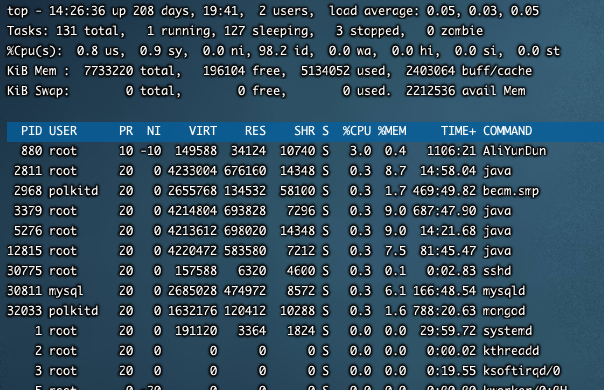 top - 14:26:36 up 208 days, 19:41,  2 users,  load average: 0.05, 0.03, 0.05
Tasks: 131 total,   1 running, 127 sleeping,   3 stopped,   0 zombie
%Cpu(s):  0.8 us,  0.9 sy,  0.0 ni, 98.2 id,  0.0 wa,  0.0 hi,  0.0 si,  0.0 st
KiB Mem :  7733220 total,   196104 free,  5134052 used,  2403064 buff/cache
KiB Swap:        0 total,        0 free,        0 used.  2212536 avail Mem
  PID USER      PR  NI    VIRT    RES    SHR S  %CPU %MEM     TIME+ COMMAND
  880 root      10 -10  149588  34124  10740 S   3.0  0.4   1106:21 AliYunDun
 2811 root      20   0 4233004 676160  14348 S   0.3  8.7  14:58.04 java
 2968 polkitd   20   0 2655768 134532  58100 S   0.3  1.7 469:49.82 beam.smp
 3379 root      20   0 4214804 693828   7296 S   0.3  9.0 687:47.90 java
 5276 root      20   0 4213612 698020  14348 S   0.3  9.0  14:21.68 java
12815 root      20   0 4220472 583580   7212 S   0.3  7.5  81:45.47 java
30775 root      20   0  157588   6320   4600 S   0.3  0.1   0:02.83 sshd
30811 mysql     20   0 2685028 474972   8572 S   0.3  6.1 166:48.54 mysqld
32033 polkitd   20   0 1632176 120412  10288 S   0.3  1.6 788:20.63 mongod
    1 root      20   0  191120   3364   1824 S   0.0  0.0  29:59.72 systemd
    2 root      20   0       0      0      0 S   0.0  0.0   0:00.02 kthreadd
    3 root      20   0       0      0      0 S   0.0  0.0   0:19.55 ksoftirqd/0